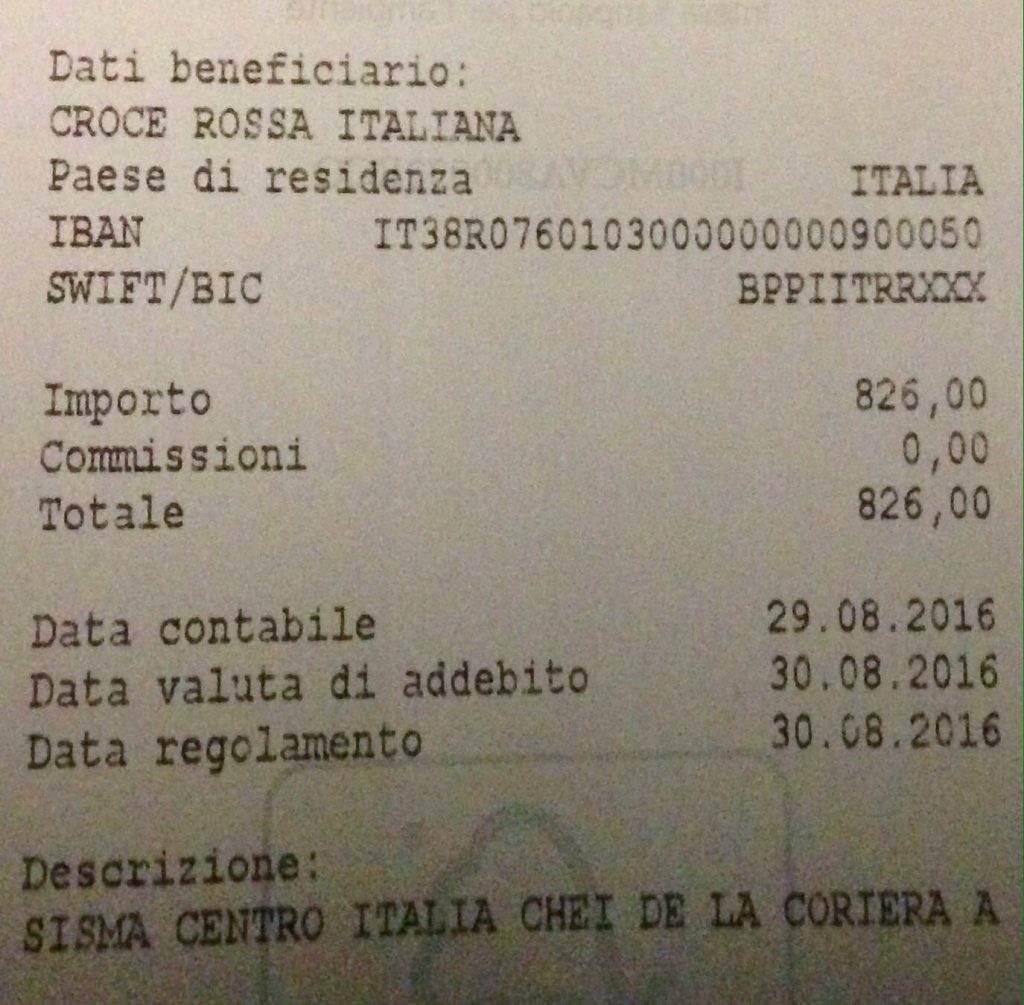 Dati beneficiario:
CROCE ROSSA ITALIANA
Paese di residenza ITALIA
IBAN IT38R0760103000000000900050
SWIFT/BIC BPPIITRRXXX
Importo 826,00
Commissioni 0,00
Totale 826,00
Data contabile 29.08.2016
Data valuta di addebito 30.08.2016
Data regolamento 30.08.2016
Descrizione:
SISMA CENTRO ITALIA CHEI DE LA CORIERA A